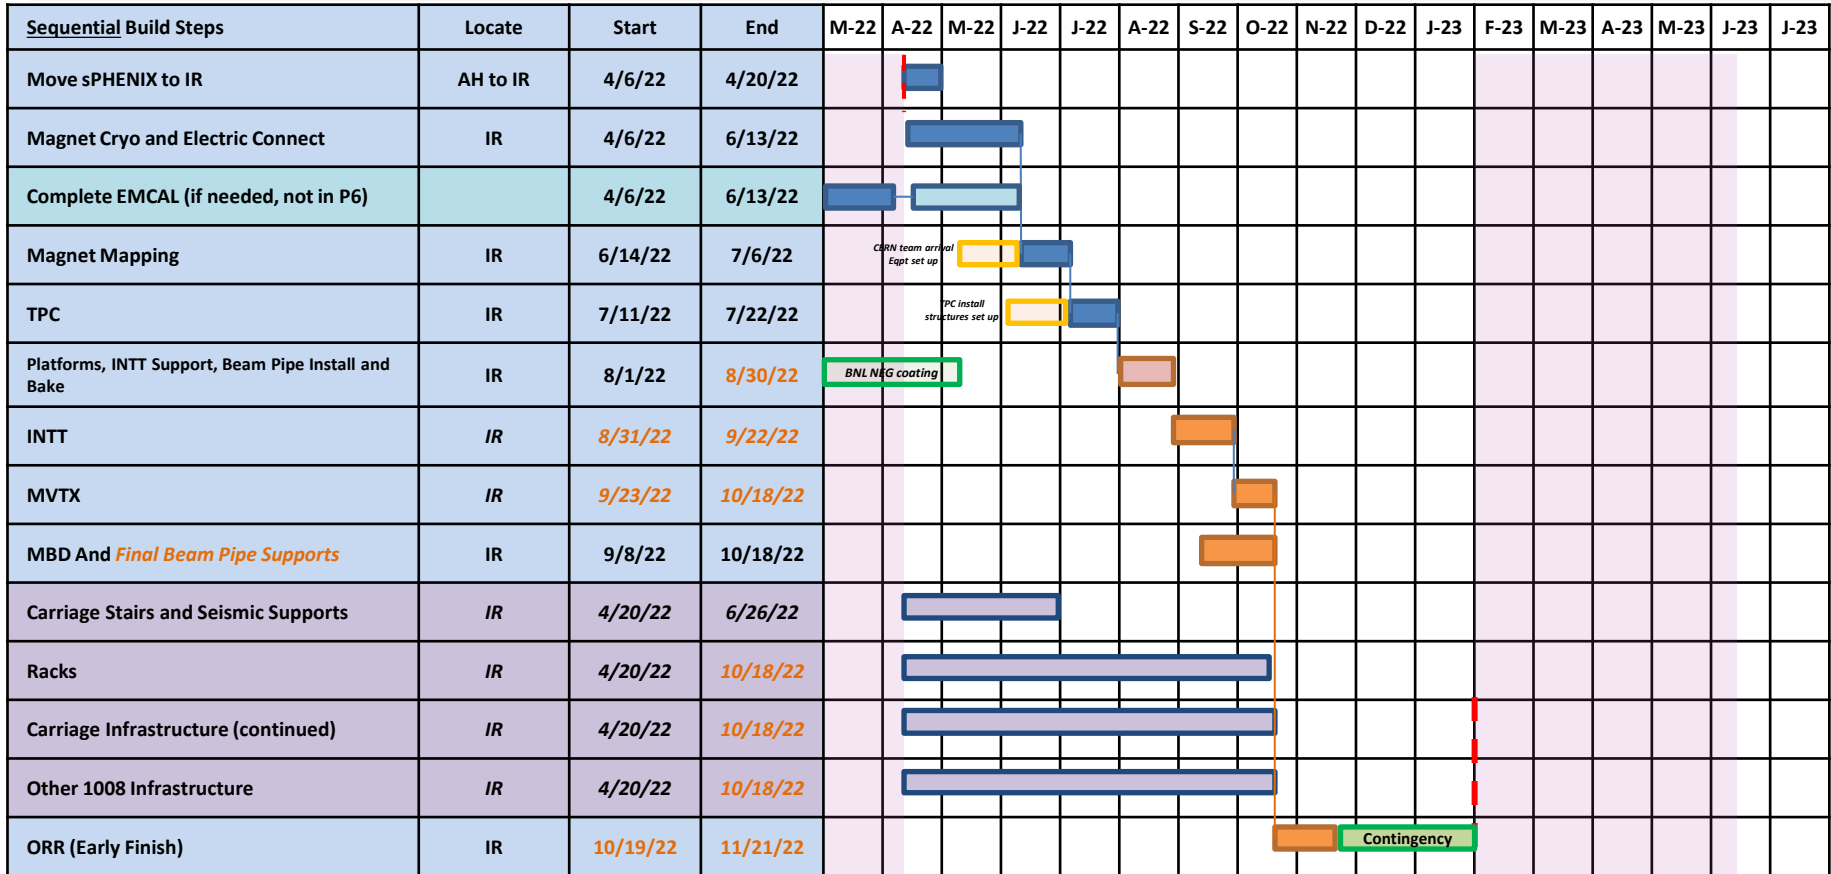 Sequential Build Steps Locate Start End M-22 A-22 M-22 J-22 J-22 A-22 S-22 O-22 N-22 D-22 J-23 F-23 M-23 A-23 M-23 J-23 J-23
Move sPHENIX to IR AH to IR 4/6/22 4/20/22
Magnet Cryo and Electric Connect IR 4/6/22 6/13/22
Complete EMCAL (if needed, not in P6) 4/6/22 6/13/22
Magnet Mapping IR 6/14/22 7/6/22
CERN team arrival
Eqpt set up
TPC IR 7/11/22 7/22/22
TPC install
structures set up
Platforms, INTT Support, Beam Pipe Install and
Bake
IR 8/1/22 8/30/22 BNL NEG coating
INTT IR 8/31/22 9/22/22
MVTX IR 9/23/22 10/18/22
MBD And Final Beam Pipe Supports IR 9/8/22 10/18/22
Carriage Stairs and Seismic Supports IR 4/20/22 6/26/22
Racks IR 4/20/22 10/18/22
Carriage Infrastructure (continued) IR 4/20/22 10/18/22
Other 1008 Infrastructure IR 4/20/22 10/18/22
ORR (Early Finish) IR 10/19/22 11/21/22 Contingency